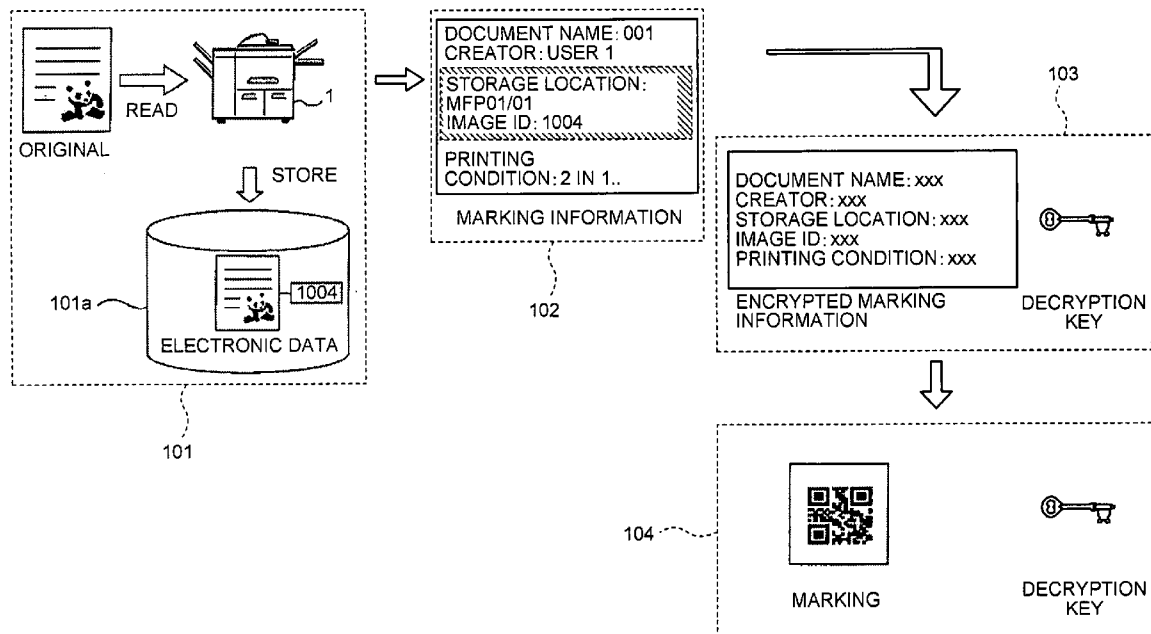 ORIGINAL
READ
1
STORE
101a
1004
ELECTRONIC DATA
101
DOCUMENT NAME: 001
CREATOR: USER 1
STORAGE LOCATION:
MFP01/01
IMAGE ID: 1004
PRINTING
CONDITION: 2 IN 1..
MARKING INFORMATION
102
103
DOCUMENT NAME: xxx
CREATOR: xxx
STORAGE LOCATION: xxx
IMAGE ID: xxx
PRINTING CONDITION: xxx
ENCRYPTED MARKING
INFORMATION
DECRYPTION
KEY
104
MARKING
DECRYPTION
KEY